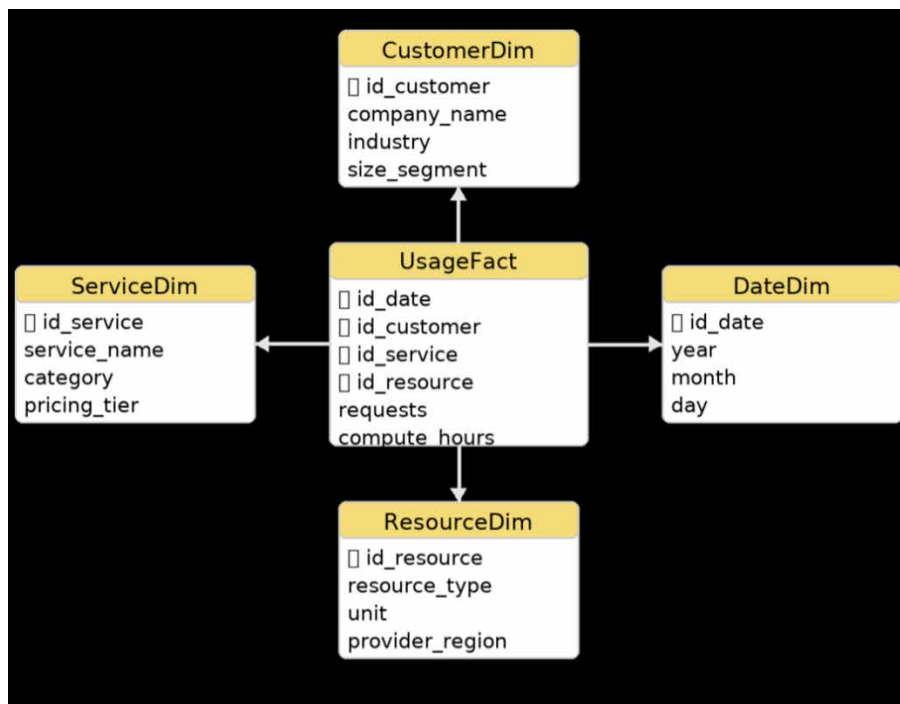 CustomerDim
▯ id_customer
company_name
industry
size_segment
ServiceDim
▯ id_service
service_name
category
pricing_tier
UsageFact
▯ id_date
▯ id_customer
▯ id_service
▯ id_resource
requests
compute_hours
DateDim
▯ id_date
year
month
day
ResourceDim
▯ id_resource
resource_type
unit
provider_region